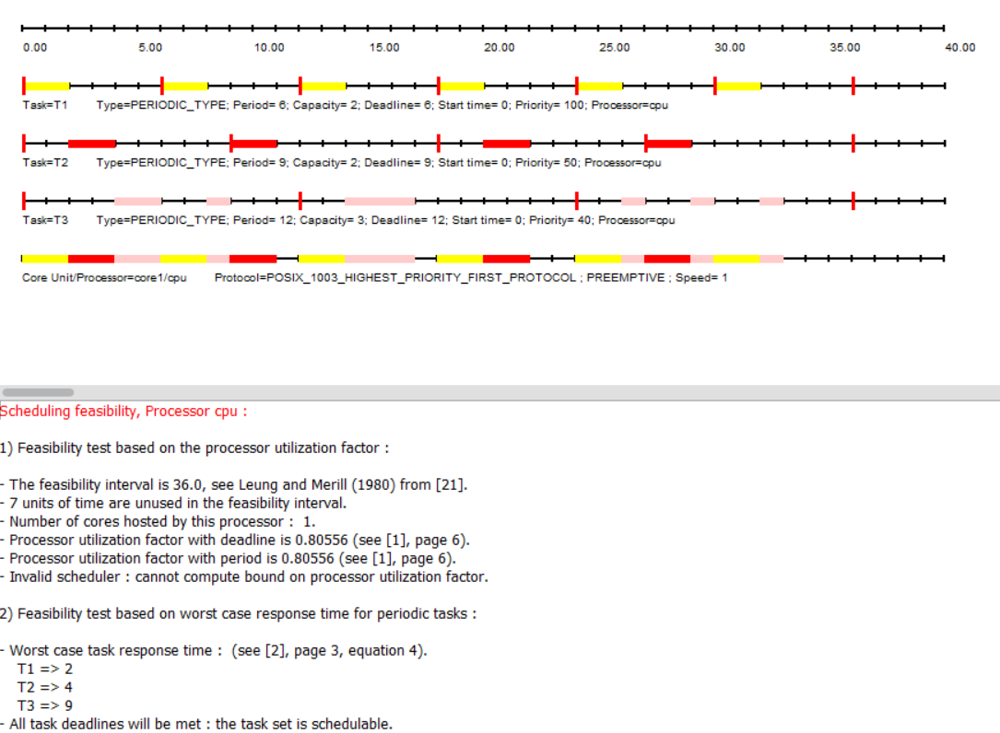 0.00 5.00 10.00 15.00 20.00 25.00 30.00 35.00 40.00
Task=T1 Type=PERIODIC_TYPE; Period= 6; Capacity= 2; Deadline= 6; Start time= 0; Priority= 100; Processor=cpu
Task=T2 Type=PERIODIC_TYPE; Period= 9; Capacity= 2; Deadline= 9; Start time= 0; Priority= 50; Processor=cpu
Task=T3 Type=PERIODIC_TYPE; Period= 12; Capacity= 3; Deadline= 12; Start time= 0; Priority= 40; Processor=cpu
Core Unit/Processor=core1/cpu Protocol=POSIX_1003_HIGHEST_PRIORITY_FIRST_PROTOCOL ; PREEMPTIVE ; Speed= 1
Scheduling feasibility, Processor cpu :
1) Feasibility test based on the processor utilization factor :
- The feasibility interval is 36.0, see Leung and Merill (1980) from [21].
- 7 units of time are unused in the feasibility interval.
- Number of cores hosted by this processor : 1.
- Processor utilization factor with deadline is 0.80556 (see [1], page 6).
- Processor utilization factor with period is 0.80556 (see [1], page 6).
- Invalid scheduler : cannot compute bound on processor utilization factor.
2) Feasibility test based on worst case response time for periodic tasks :
- Worst case task response time : (see [2], page 3, equation 4).
T1 => 2
T2 => 4
T3 => 9
- All task deadlines will be met : the task set is schedulable.